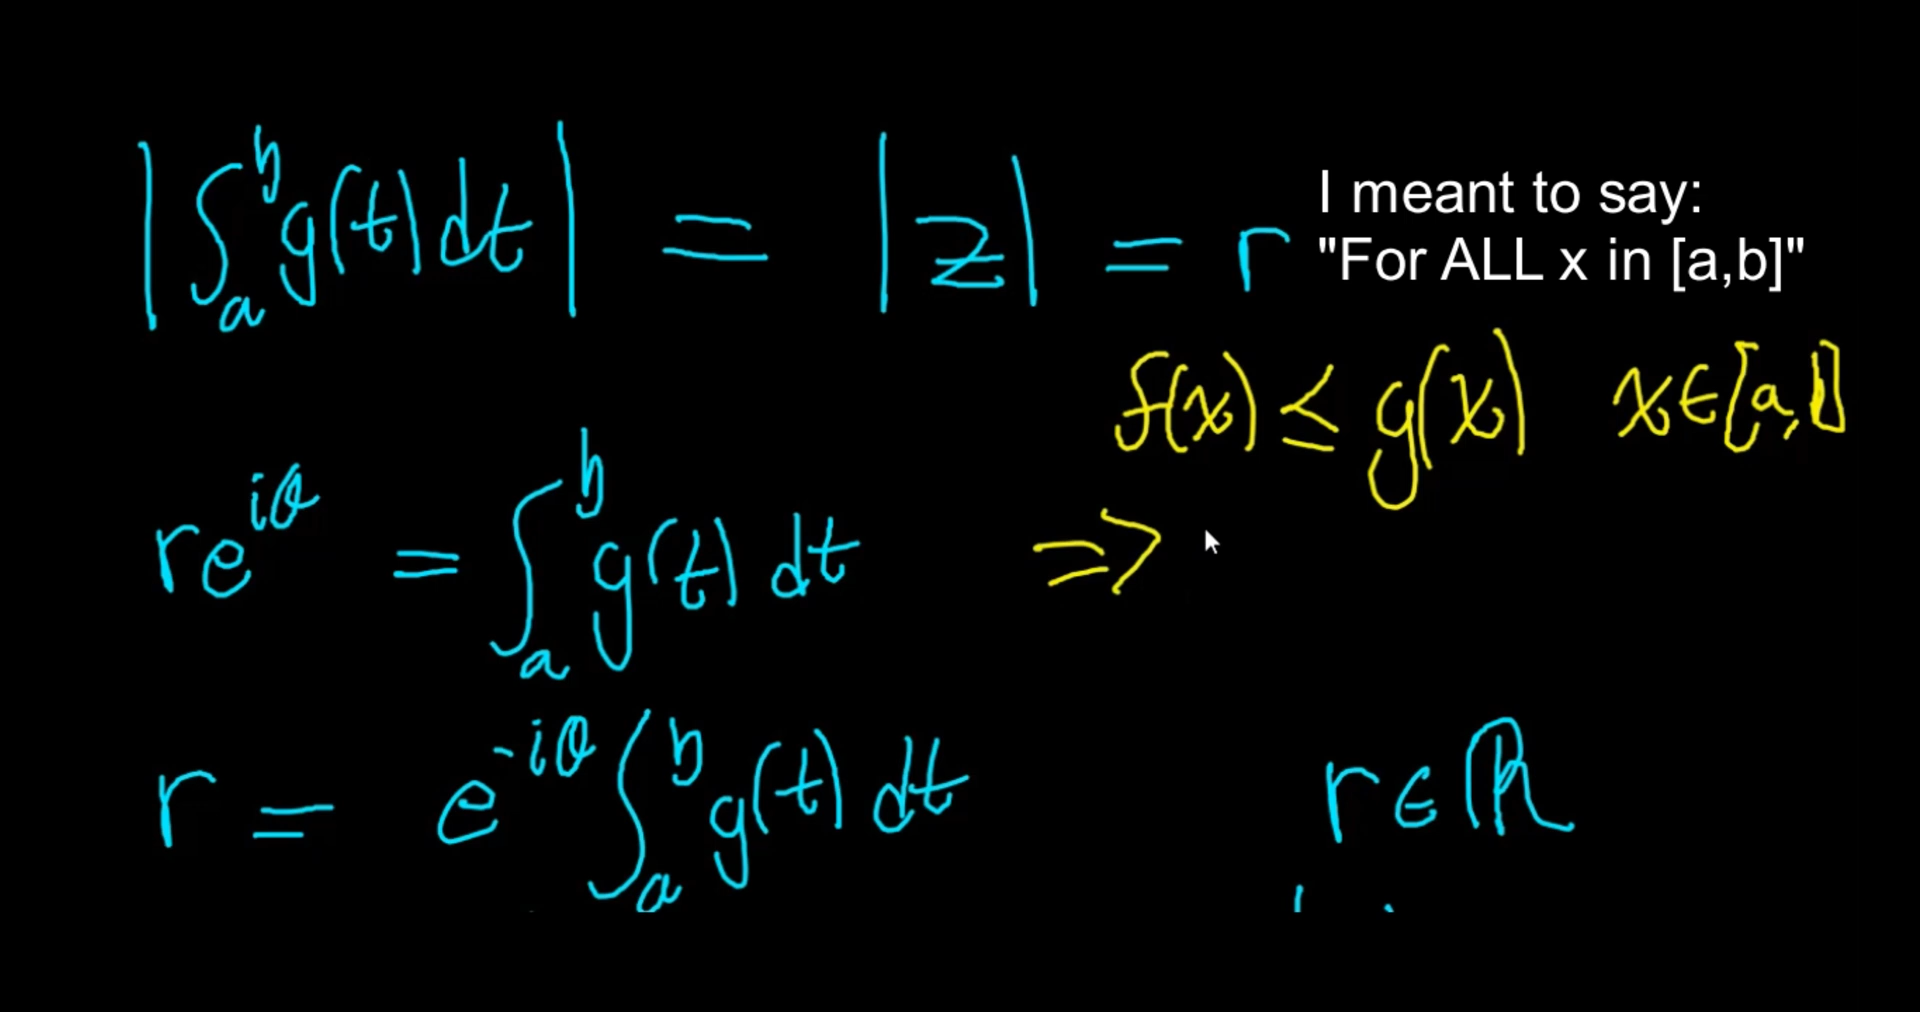 |∫_a^b g(t) dt| = |z| = r
I meant to say:
"For ALL x in [a,b]"
f(x) ≤ g(x) x ∈ [a,b]
re^{iθ} = ∫_a^b g(t) dt ⇒
r = e^{-iθ} ∫_a^b g(t) dt r ∈ ℝ